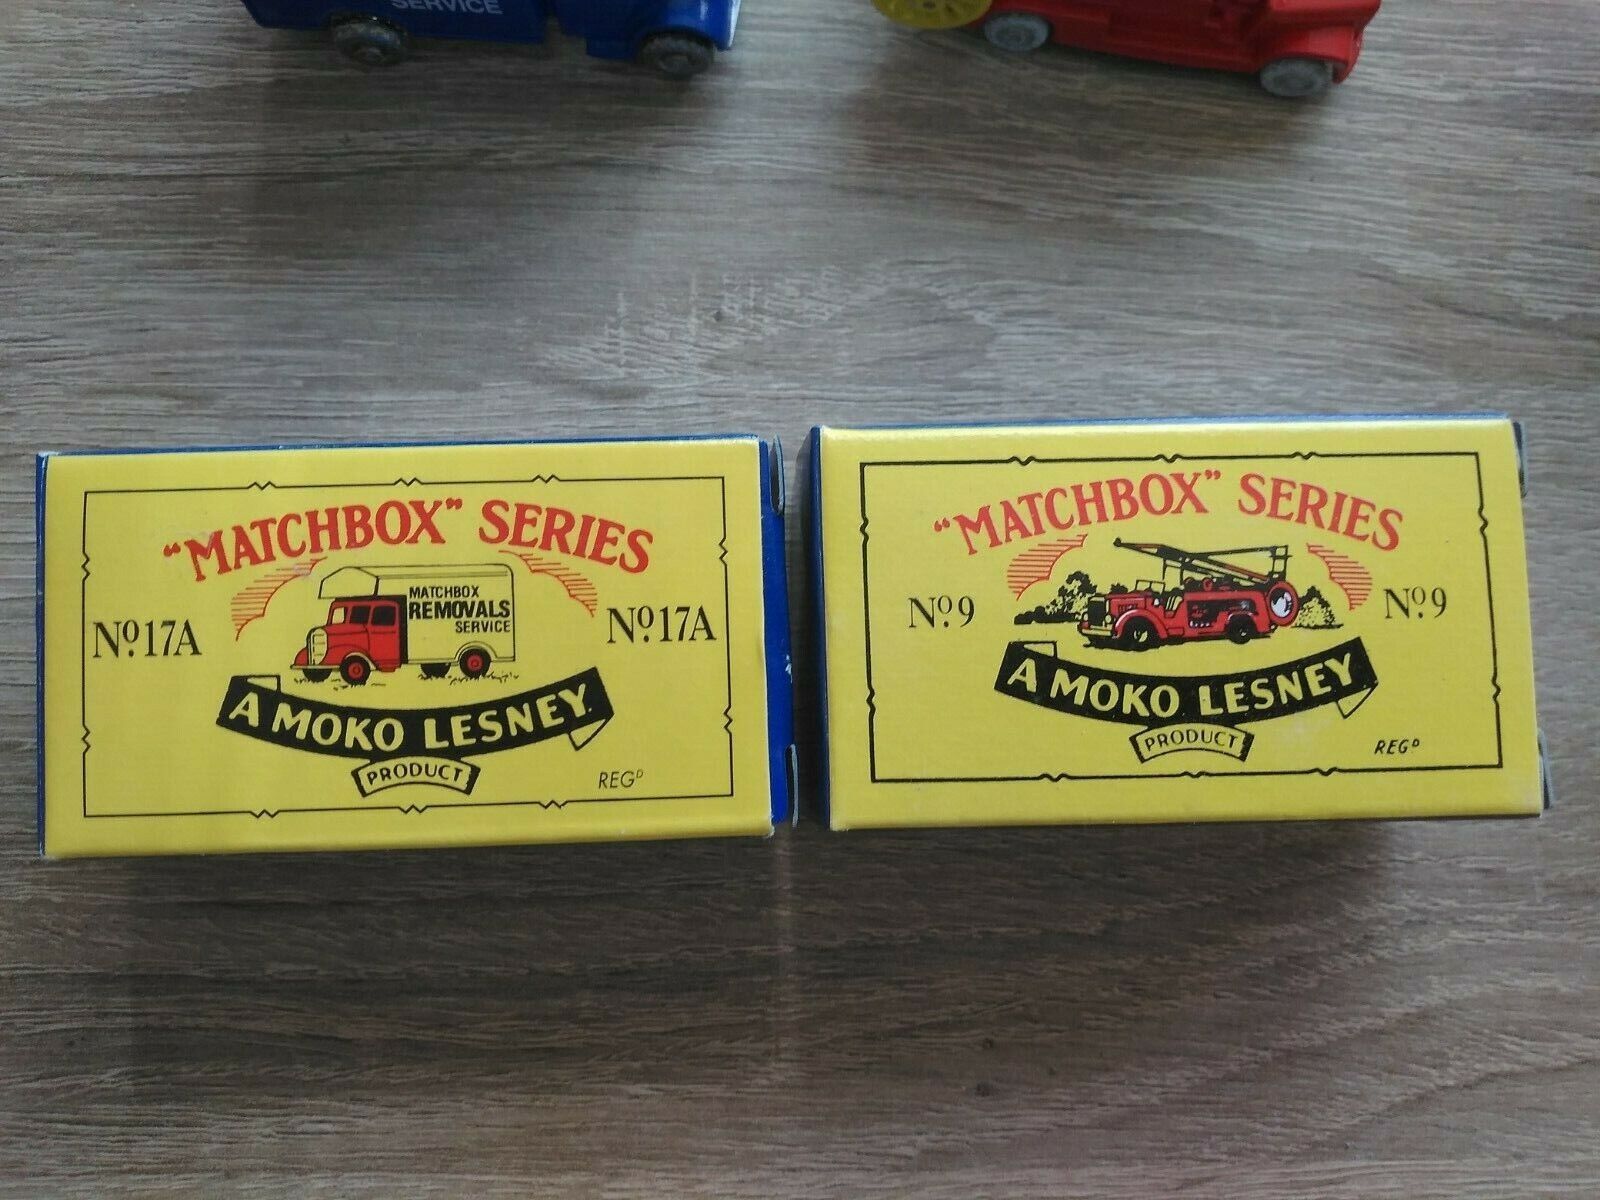 SERVICE
"MATCHBOX" SERIES
MATCHBOX
REMOVALS
SERVICE
No. 17A
No. 17A
A MOKO LESNEY
PRODUCT
REGD
"MATCHBOX" SERIES
No. 9
No. 9
A MOKO LESNEY
PRODUCT
REGD